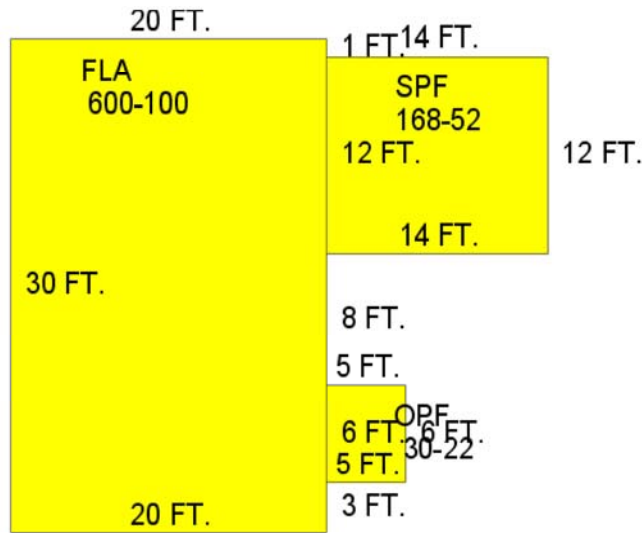 20 FT.
1 FT.
14 FT.
FLA
600-100
SPF
168-52
12 FT.
12 FT.
14 FT.
30 FT.
8 FT.
5 FT.
OPF
6 FT.
6 FT.
30-22
5 FT.
3 FT.
20 FT.